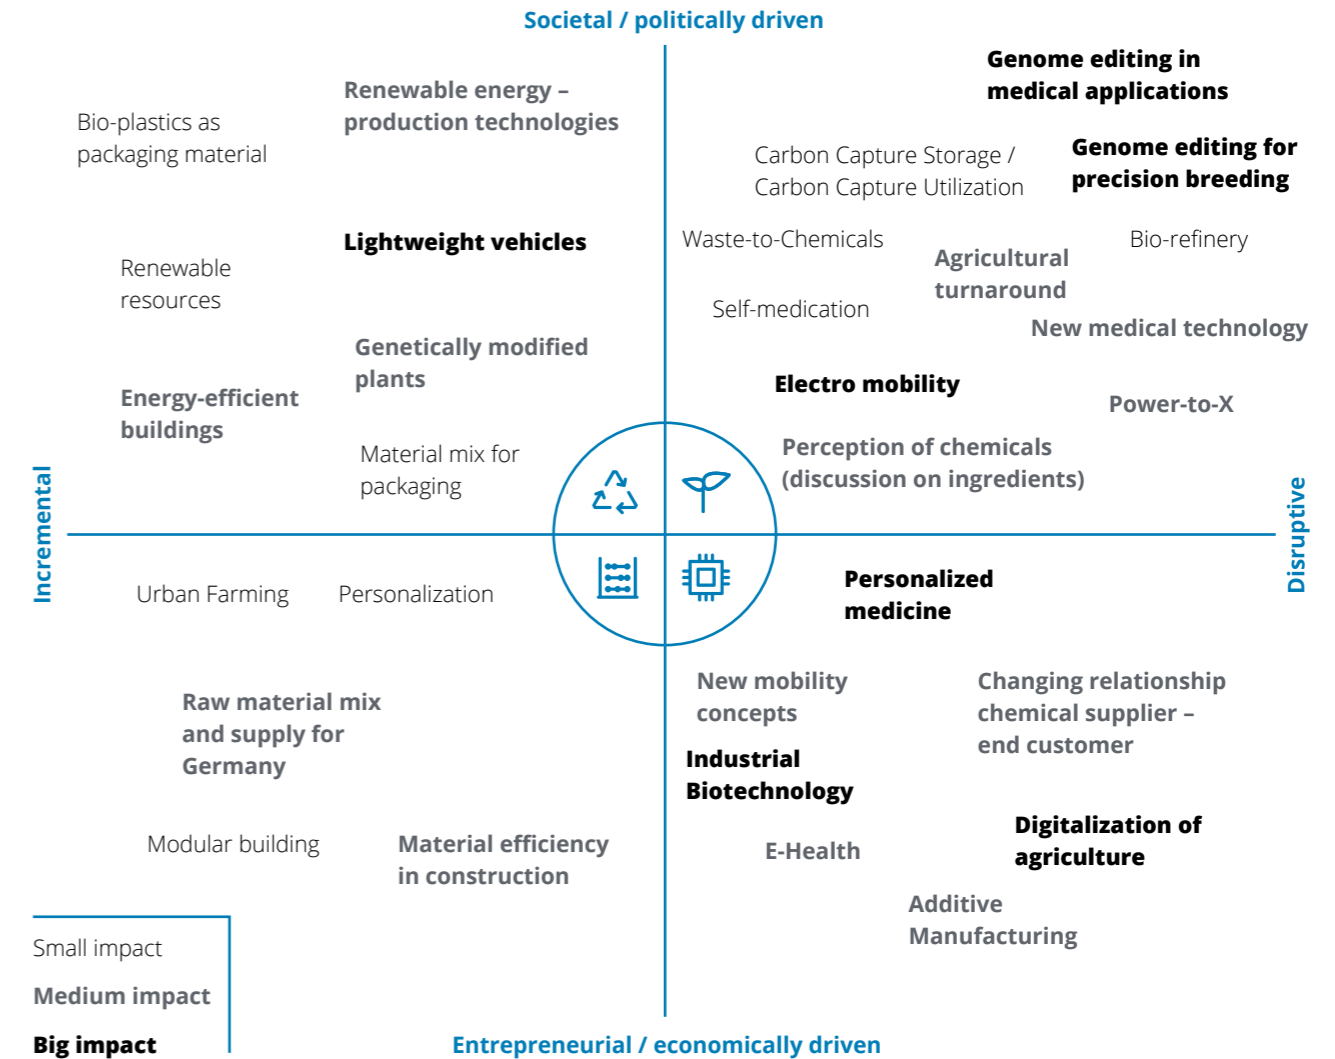 Societal / politically driven
Genome editing in
medical applications
Renewable energy –
production technologies
Bio-plastics as
packaging material
Carbon Capture Storage /
Carbon Capture Utilization
Genome editing for
precision breeding
Lightweight vehicles
Waste-to-Chemicals
Agricultural
turnaround
Bio-refinery
Renewable
resources
Self-medication
New medical technology
Genetically modified
plants
Energy-efficient
buildings
Electro mobility
Power-to-X
Material mix for
packaging
Perception of chemicals
(discussion on ingredients)
Incremental
Disruptive
Urban Farming
Personalization
Personalized
medicine
Raw material mix
and supply for
Germany
New mobility
concepts
Changing relationship
chemical supplier –
end customer
Industrial
Biotechnology
Modular building
Material efficiency
in construction
E-Health
Digitalization of
agriculture
Additive
Manufacturing
Small impact
Medium impact
Big impact
Entrepreneurial / economically driven